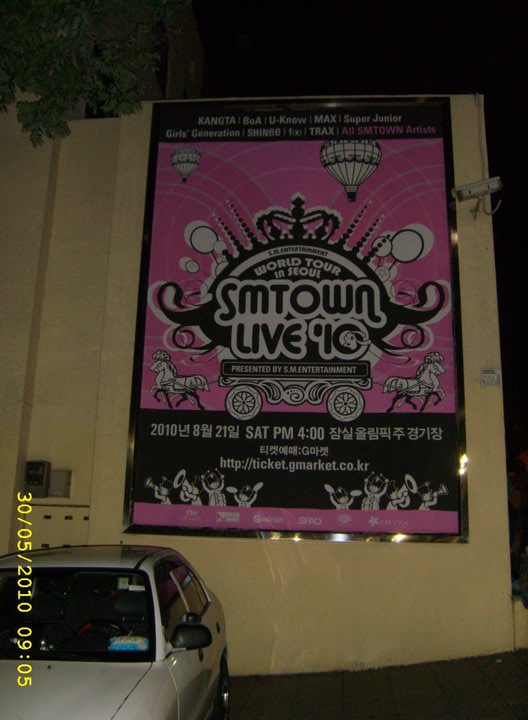 KANGTA | BoA | U-Know | MAX | Super Junior
Girls' Generation | SHINee | f(x) | TRAX | All SMTOWN Artists
S.M.ENTERTAINMENT
WORLD TOUR
in SEOUL
SMTOWN
LIVE '10
PRESENTED BY S.M.ENTERTAINMENT
2010년 8월 21일 SAT PM 4:00 잠실올림픽주경기장
티켓예매:G마켓
http://ticket.gmarket.co.kr
SFAO
30/05/2010 09:05